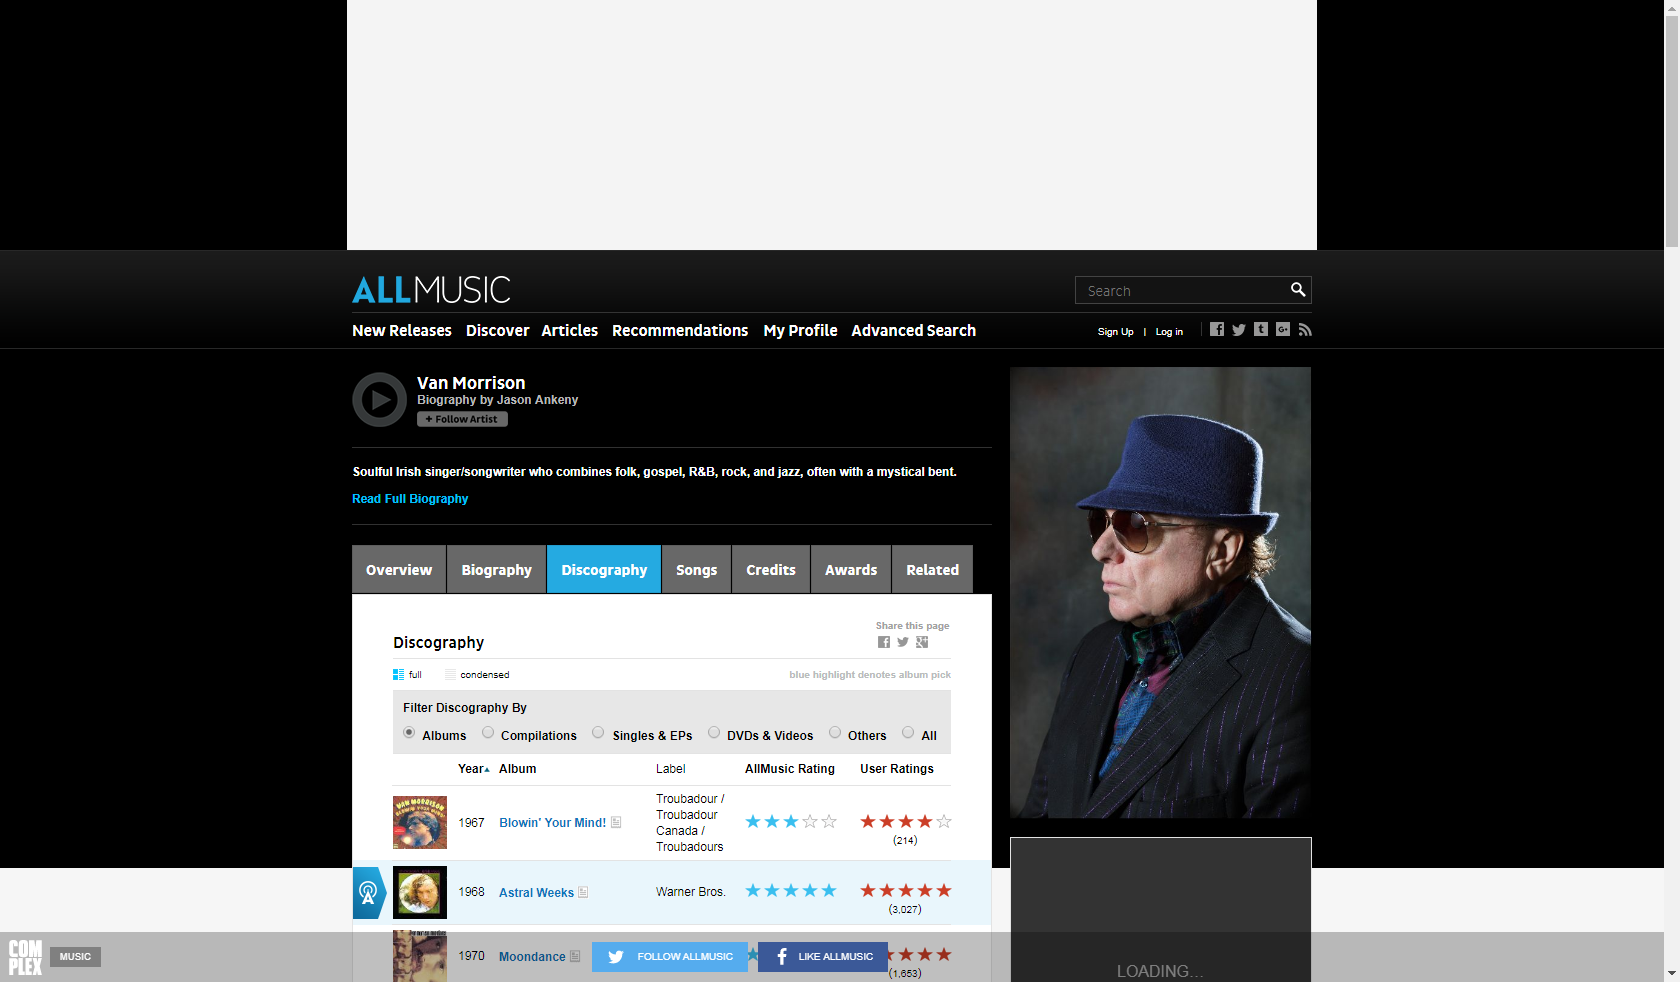 ALLMUSIC
Search
New Releases Discover Articles Recommendations My Profile Advanced Search
Sign Up | Log in
Van Morrison
Biography by Jason Ankeny
+ Follow Artist
Soulful Irish singer/songwriter who combines folk, gospel, R&B, rock, and jazz, often with a mystical bent.
Read Full Biography
Overview Biography Discography Songs Credits Awards Related
Share this page
Discography
full condensed blue highlight denotes album pick
Filter Discography By
Albums Compilations Singles & EPs DVDs & Videos Others All
Year Album Label AllMusic Rating User Ratings
VAN MORRISON
1967 Blowin' Your Mind!
Troubadour /
Troubadour
Canada /
Troubadours
(214)
1968 Astral Weeks Warner Bros.
(3,027)
1970 Moondance
(1,653)
COM
PLEX
MUSIC
FOLLOW ALLMUSIC
LIKE ALLMUSIC
LOADING...